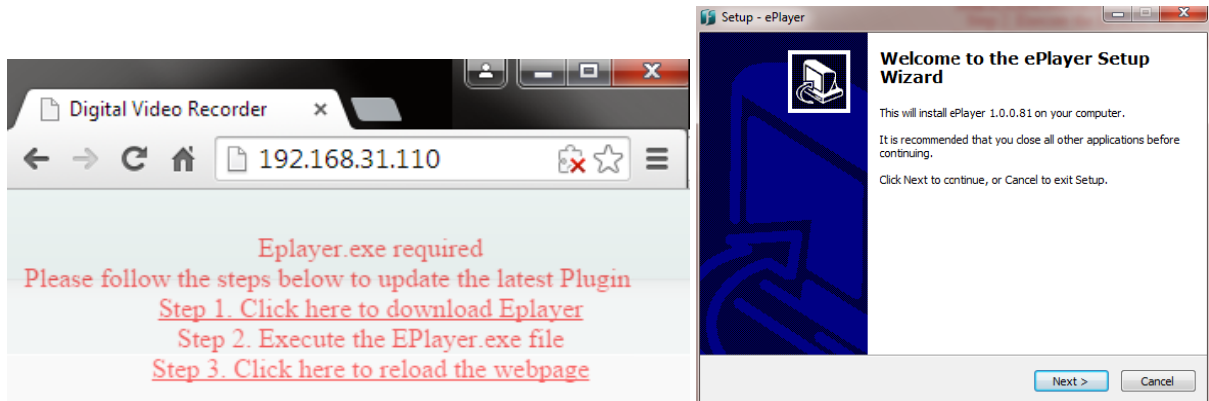 Digital Video Recorder
192.168.31.110
Eplayer.exe required
Please follow the steps below to update the latest Plugin
Step 1. Click here to download Eplayer
Step 2. Execute the EPlayer.exe file
Step 3. Click here to reload the webpage
Setup - ePlayer
Welcome to the ePlayer Setup
Wizard
This will install ePlayer 1.0.0.81 on your computer.
It is recommended that you close all other applications before
continuing.
Click Next to continue, or Cancel to exit Setup.
Next >
Cancel